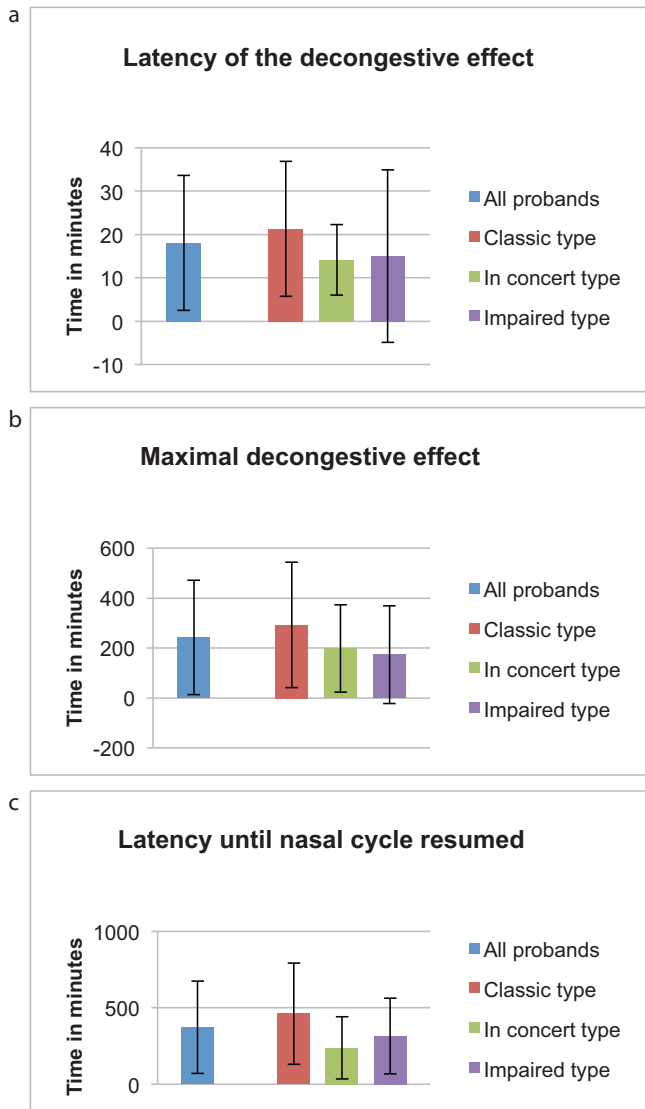 a
Latency of the decongestive effect
40
30
20
10
0
-10
Time in minutes
All probands
Classic type
In concert type
Impaired type
b
Maximal decongestive effect
600
400
200
0
-200
Time in minutes
All probands
Classic type
In concert type
Impaired type
c
Latency until nasal cycle resumed
1000
500
0
Time in minutes
All probands
Classic type
In concert type
Impaired type